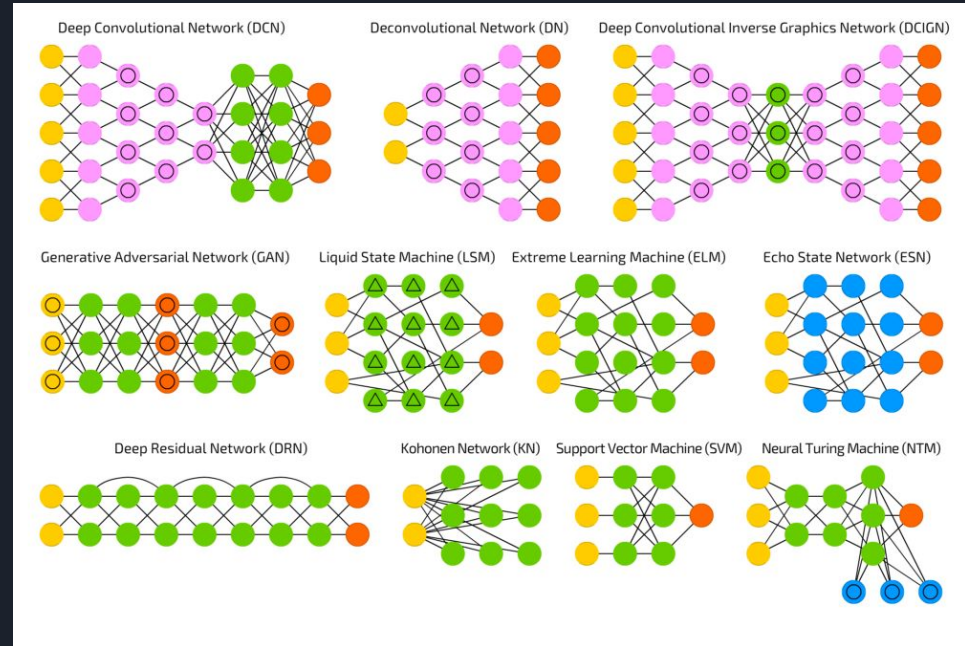 Deep Convolutional Network (DCN)
Deconvolutional Network (DN)
Deep Convolutional Inverse Graphics Network (DCIGN)
Generative Adversarial Network (GAN)
Liquid State Machine (LSM)
Extreme Learning Machine (ELM)
Echo State Network (ESN)
Deep Residual Network (DRN)
Kohonen Network (KN)
Support Vector Machine (SVM)
Neural Turing Machine (NTM)